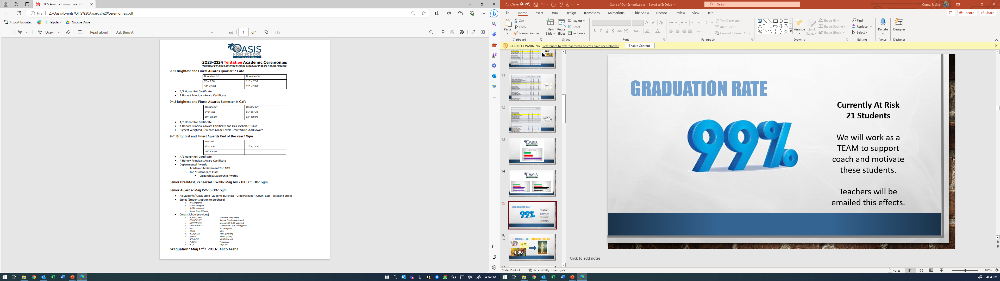 OHS Awards Ceremonies.pdf
File
Z:/Oasis/Events/OHS%20Awards%20Ceremonies.pdf
Import favorites
ITS Helpdesk
Google Drive
Draw
Read aloud
Ask Bing AI
1
of 1
OASIS
HIGH SCHOOL
CITY OF CAPE CORAL
2023-2324 Tentative Academic Ceremonies
*Tentative pending Cambridge testing schedules that are not yet released.
9-12 Brightest and Finest Awards Quarter 1/ Cafe
November 2nd November 3rd
9th at 7:30 11th at 7:30
10th at 9:00 12th at 9:00
• A/B Honor Roll Certificate
• A Honor/ Principals Award Certificate
9-12 Brightest and Finest Awards Semester 1/ Cafe
January 25th January 26th
9th at 7:30 11th at 7:30
10th at 9:00 12th at 9:00
• A/B Honor Roll Certificate
• A Honor/ Principals Award Certificate and Oasis Scholar T-Shirt
• Highest Weighted GPA each Grade Level/ Great White Shark Award
9-11 Brightest and Finest Awards End of the Year/ Gym
May 20th
9th at 7:30 11th at 12:30
10th at 9:00
• A/B Honor Roll Certificate
• A Honor/ Principals Award Certificate
• Departmental Awards
o Academic Achievement Top 10%
o Top Student each Class
▪ Citizenship/Leadership Awards
Senior Breakfast, Rehearsal & Walk/ May 14th / 8:00-11:00/ Gym
Senior Awards/ May 15th/ 6:00/ Gym
• All Students/ Oasis Stole (Students purchase "Grad Package": Gown, Cap, Tassel and Stole)
• Stoles (Students option to purchase)
o AICE Diploma
o FSW AA Degree
o JROTC (4 Years)
o Senior Class Officers
• Cords (School provides)
o PURPLE/ TEAL FSW Dual Enrollment
o GOLD/WHITE Suma 4.0 and up weighted
o NAVY/WHITE Magna 3.75-3.99 weighted
o SILVER/WHITE Cum Laude 3.5-3.74 weighted
o RED AICE Program
o GOLD NHS
o BLUE/GOLD NEHS (English)
o GREEN NMHS (Math)
o RED/GOLD NHHS (Hispanic)
o PURPLE Thespians
o BLUE Key Club
Graduation/ May 17th/ 7:00/ Alico Arena
4:34 PM
AutoSave Off
State of Our Schools.pptx • Saved to Z: Drive
Search
Corey, Jackie
File Home Insert Draw Design Transitions Animations Slide Show Record Review View Help
Record Share
Paste
Cut
Copy
Format Painter
Clipboard
New Slide
Reuse Slides
Layout
Reset
Section
Slides
Font
Text Direction
Align Text
Convert to SmartArt
Paragraph
Arrange
Quick Styles
Shape Fill
Shape Outline
Shape Effects
Drawing
Find
Replace
Select
Editing
Dictate
Voice
Designer
Designer
SECURITY WARNING References to external media objects have been blocked Enable Content
11
12
13
OASIS
14
OASIS
15
GRADUATION RATE
99%
16
TEAM CHALLENGE... STICKY SITUATION
1:00
17
GRADUATION RATE
99%
Currently At Risk
21 Students
We will work as a
TEAM to support
coach and motivate
these students.
Teachers will be
emailed this effects.
Click to add notes
Slide 15 of 49
Accessibility: Investigate
Notes
105%
4:34 PM